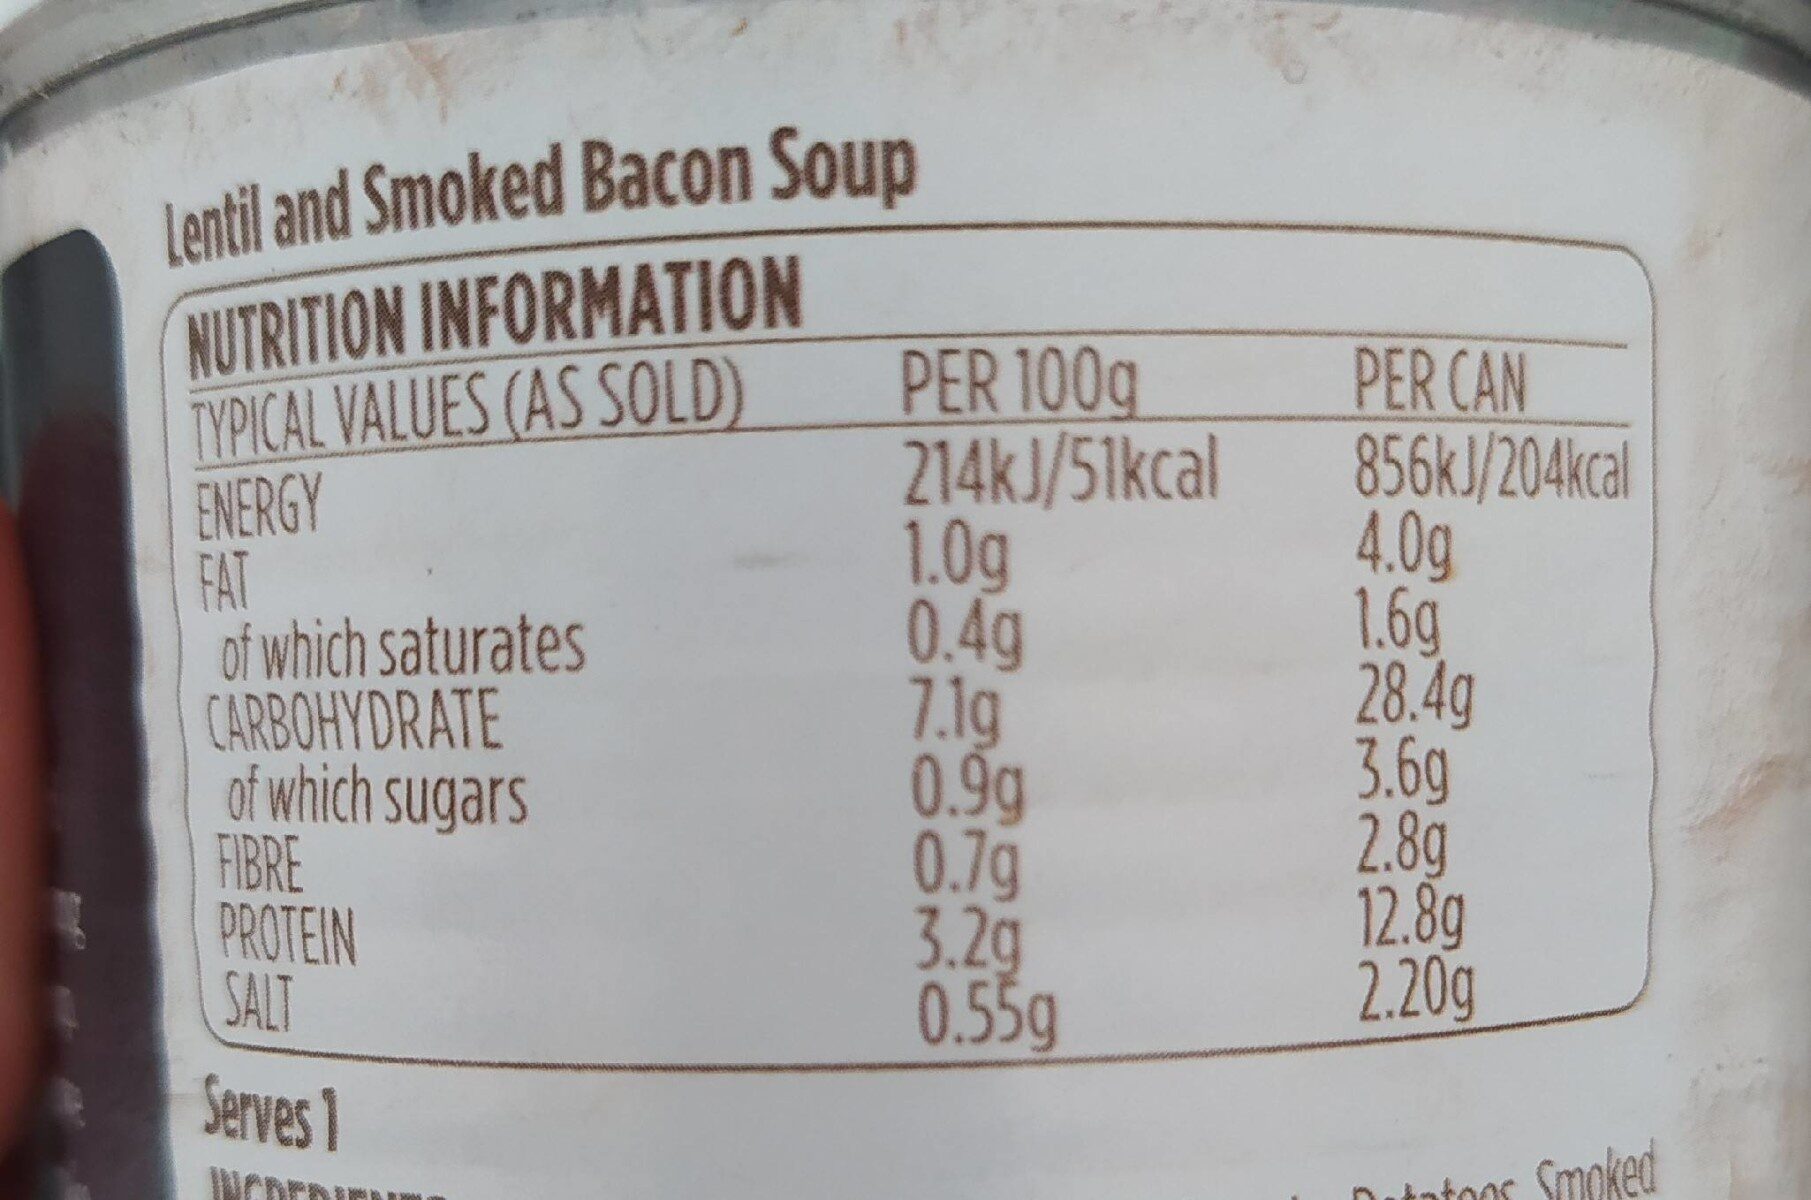 Lentil and Smoked Bacon Soup
NUTRITION INFORMATION
TYPICAL VALUES (AS SOLD) PER 100g PER CAN
ENERGY 214kJ/51kcal 856kJ/204kcal
FAT 1.0g 4.0g
of which saturates 0.4g 1.6g
CARBOHYDRATE 7.1g 28.4g
of which sugars 0.9g 3.6g
FIBRE 0.7g 2.8g
PROTEIN 3.2g 12.8g
SALT 0.55g 2.20g
Serves 1
Smoked